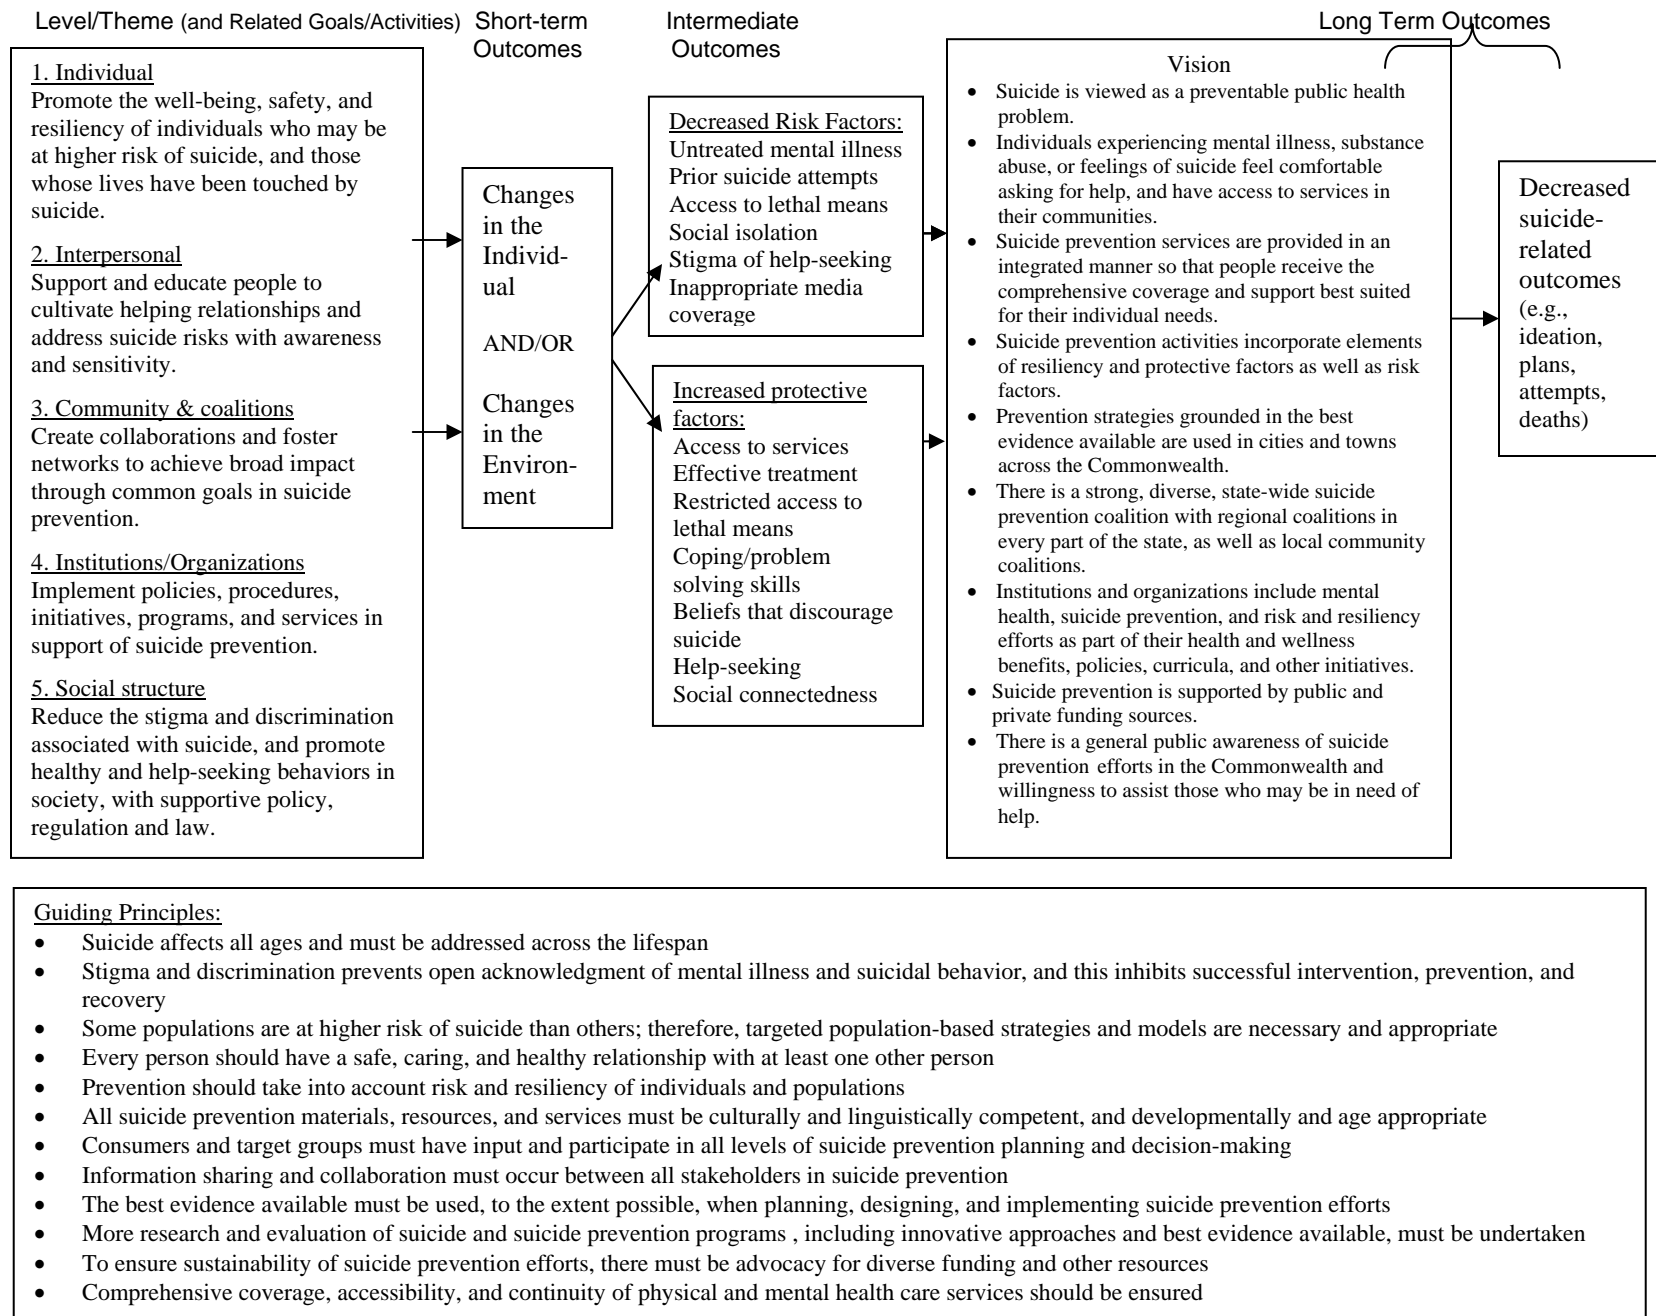 Level/Theme (and Related Goals/Activities)
Short-term
Outcomes
Intermediate
Outcomes
Long Term Outcomes
1. Individual
Promote the well-being, safety, and
resiliency of individuals who may be
at higher risk of suicide, and those
whose lives have been touched by
suicide.
2. Interpersonal
Support and educate people to
cultivate helping relationships and
address suicide risks with awareness
and sensitivity.
3. Community & coalitions
Create collaborations and foster
networks to achieve broad impact
through common goals in suicide
prevention.
4. Institutions/Organizations
Implement policies, procedures,
initiatives, programs, and services in
support of suicide prevention.
5. Social structure
Reduce the stigma and discrimination
associated with suicide, and promote
healthy and help-seeking behaviors in
society, with supportive policy,
regulation and law.
Changes
in the
Individ-
ual
AND/OR
Changes
in the
Environ-
ment
Decreased Risk Factors:
Untreated mental illness
Prior suicide attempts
Access to lethal means
Social isolation
Stigma of help-seeking
Inappropriate media
coverage
Increased protective
factors:
Access to services
Effective treatment
Restricted access to
lethal means
Coping/problem
solving skills
Beliefs that discourage
suicide
Help-seeking
Social connectedness
Vision
• Suicide is viewed as a preventable public health
problem.
• Individuals experiencing mental illness, substance
abuse, or feelings of suicide feel comfortable
asking for help, and have access to services in
their communities.
• Suicide prevention services are provided in an
integrated manner so that people receive the
comprehensive coverage and support best suited
for their individual needs.
• Suicide prevention activities incorporate elements
of resiliency and protective factors as well as risk
factors.
• Prevention strategies grounded in the best
evidence available are used in cities and towns
across the Commonwealth.
• There is a strong, diverse, state-wide suicide
prevention coalition with regional coalitions in
every part of the state, as well as local community
coalitions.
• Institutions and organizations include mental
health, suicide prevention, and risk and resiliency
efforts as part of their health and wellness
benefits, policies, curricula, and other initiatives.
• Suicide prevention is supported by public and
private funding sources.
• There is a general public awareness of suicide
prevention efforts in the Commonwealth and
willingness to assist those who may be in need of
help.
Decreased
suicide-
related
outcomes
(e.g.,
ideation,
plans,
attempts,
deaths)
Guiding Principles:
• Suicide affects all ages and must be addressed across the lifespan
• Stigma and discrimination prevents open acknowledgment of mental illness and suicidal behavior, and this inhibits successful intervention, prevention, and
recovery
• Some populations are at higher risk of suicide than others; therefore, targeted population-based strategies and models are necessary and appropriate
• Every person should have a safe, caring, and healthy relationship with at least one other person
• Prevention should take into account risk and resiliency of individuals and populations
• All suicide prevention materials, resources, and services must be culturally and linguistically competent, and developmentally and age appropriate
• Consumers and target groups must have input and participate in all levels of suicide prevention planning and decision-making
• Information sharing and collaboration must occur between all stakeholders in suicide prevention
• The best evidence available must be used, to the extent possible, when planning, designing, and implementing suicide prevention efforts
• More research and evaluation of suicide and suicide prevention programs , including innovative approaches and best evidence available, must be undertaken
• To ensure sustainability of suicide prevention efforts, there must be advocacy for diverse funding and other resources
• Comprehensive coverage, accessibility, and continuity of physical and mental health care services should be ensured